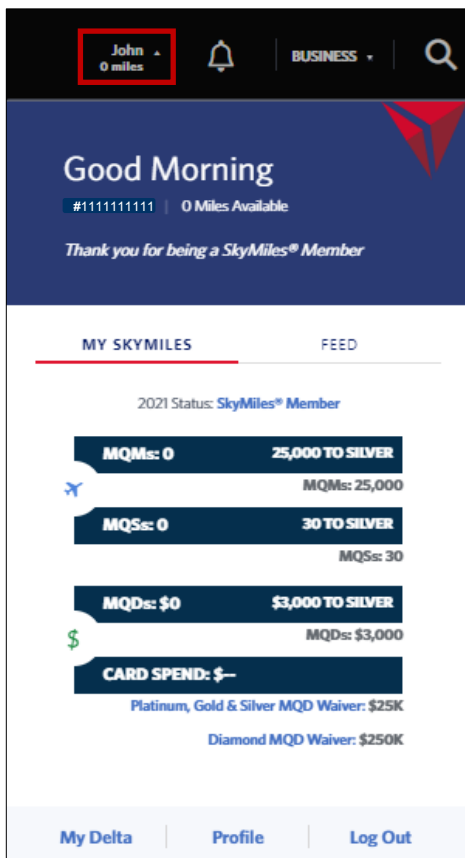 John
0 miles
BUSINESS
Good Morning
#1111111111 | 0 Miles Available
Thank you for being a SkyMiles® Member
MY SKYMILES FEED
2021 Status: SkyMiles® Member
MQMs: 0 25,000 TO SILVER
MQMs: 25,000
MQSs: 0 30 TO SILVER
MQSs: 30
MQDs: $0 $3,000 TO SILVER
$
MQDs: $3,000
CARD SPEND: $--
Platinum, Gold & Silver MQD Waiver: $25K
Diamond MQD Waiver: $250K
My Delta | Profile | Log Out